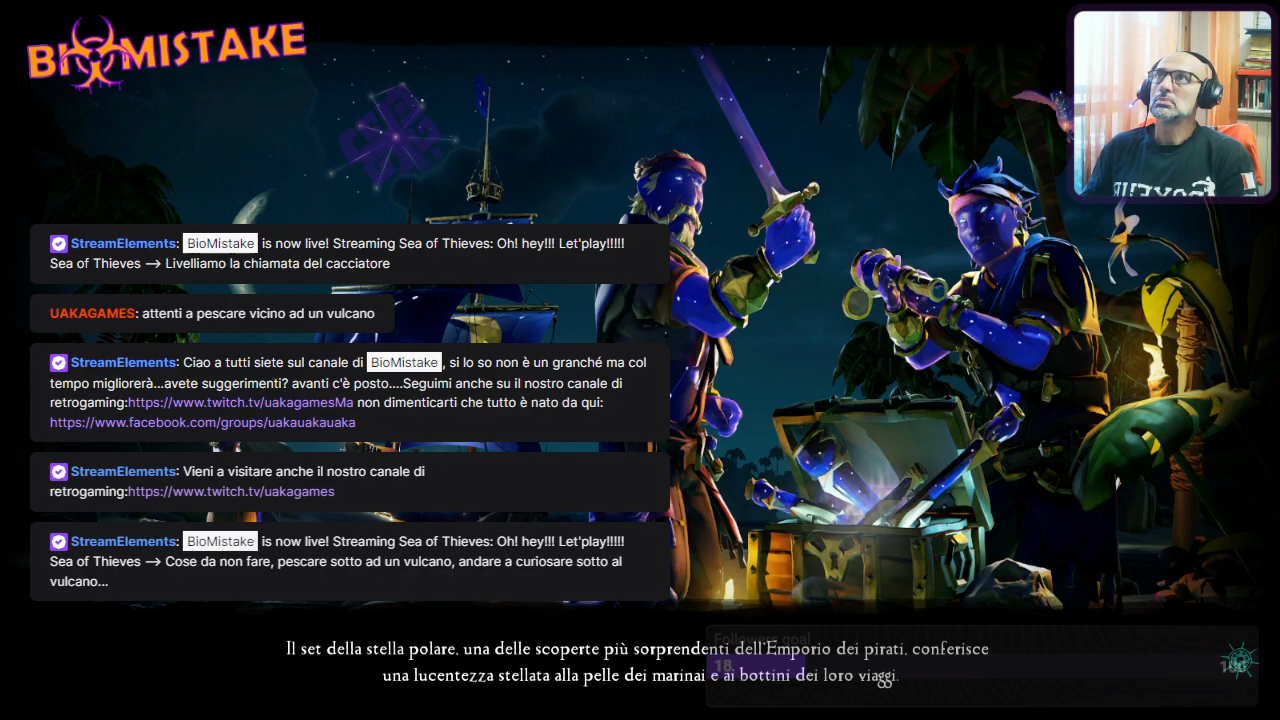 BIOMISTAKE
StreamElements: BioMistake is now live! Streaming Sea of Thieves: Oh! hey!!! Let'play!!!!!
Sea of Thieves —> Livelliamo la chiamata del cacciatore
UAKAGAMES: attenti a pescare vicino ad un vulcano
StreamElements: Ciao a tutti siete sul canale di BioMistake, si lo so non è un granché ma col
tempo migliorerà...avete suggerimenti? avanti c'è posto....Seguimi anche su il nostro canale di
retrogaming:https://www.twitch.tv/uakagamesMa non dimenticarti che tutto è nato da qui:
https://www.facebook.com/groups/uakauakauaka
StreamElements: Vieni a visitare anche il nostro canale di
retrogaming:https://www.twitch.tv/uakagames
StreamElements: BioMistake is now live! Streaming Sea of Thieves: Oh! hey!!! Let'play!!!!!
Sea of Thieves —> Cose da non fare, pescare sotto ad un vulcano, andare a curiosare sotto al
vulcano...
Followers goal
18
Il set della stella polare, una delle scoperte più sorprendenti dell'Emporio dei pirati, conferisce
una lucentezza stellata alla pelle dei marinai e ai bottini dei loro viaggi.